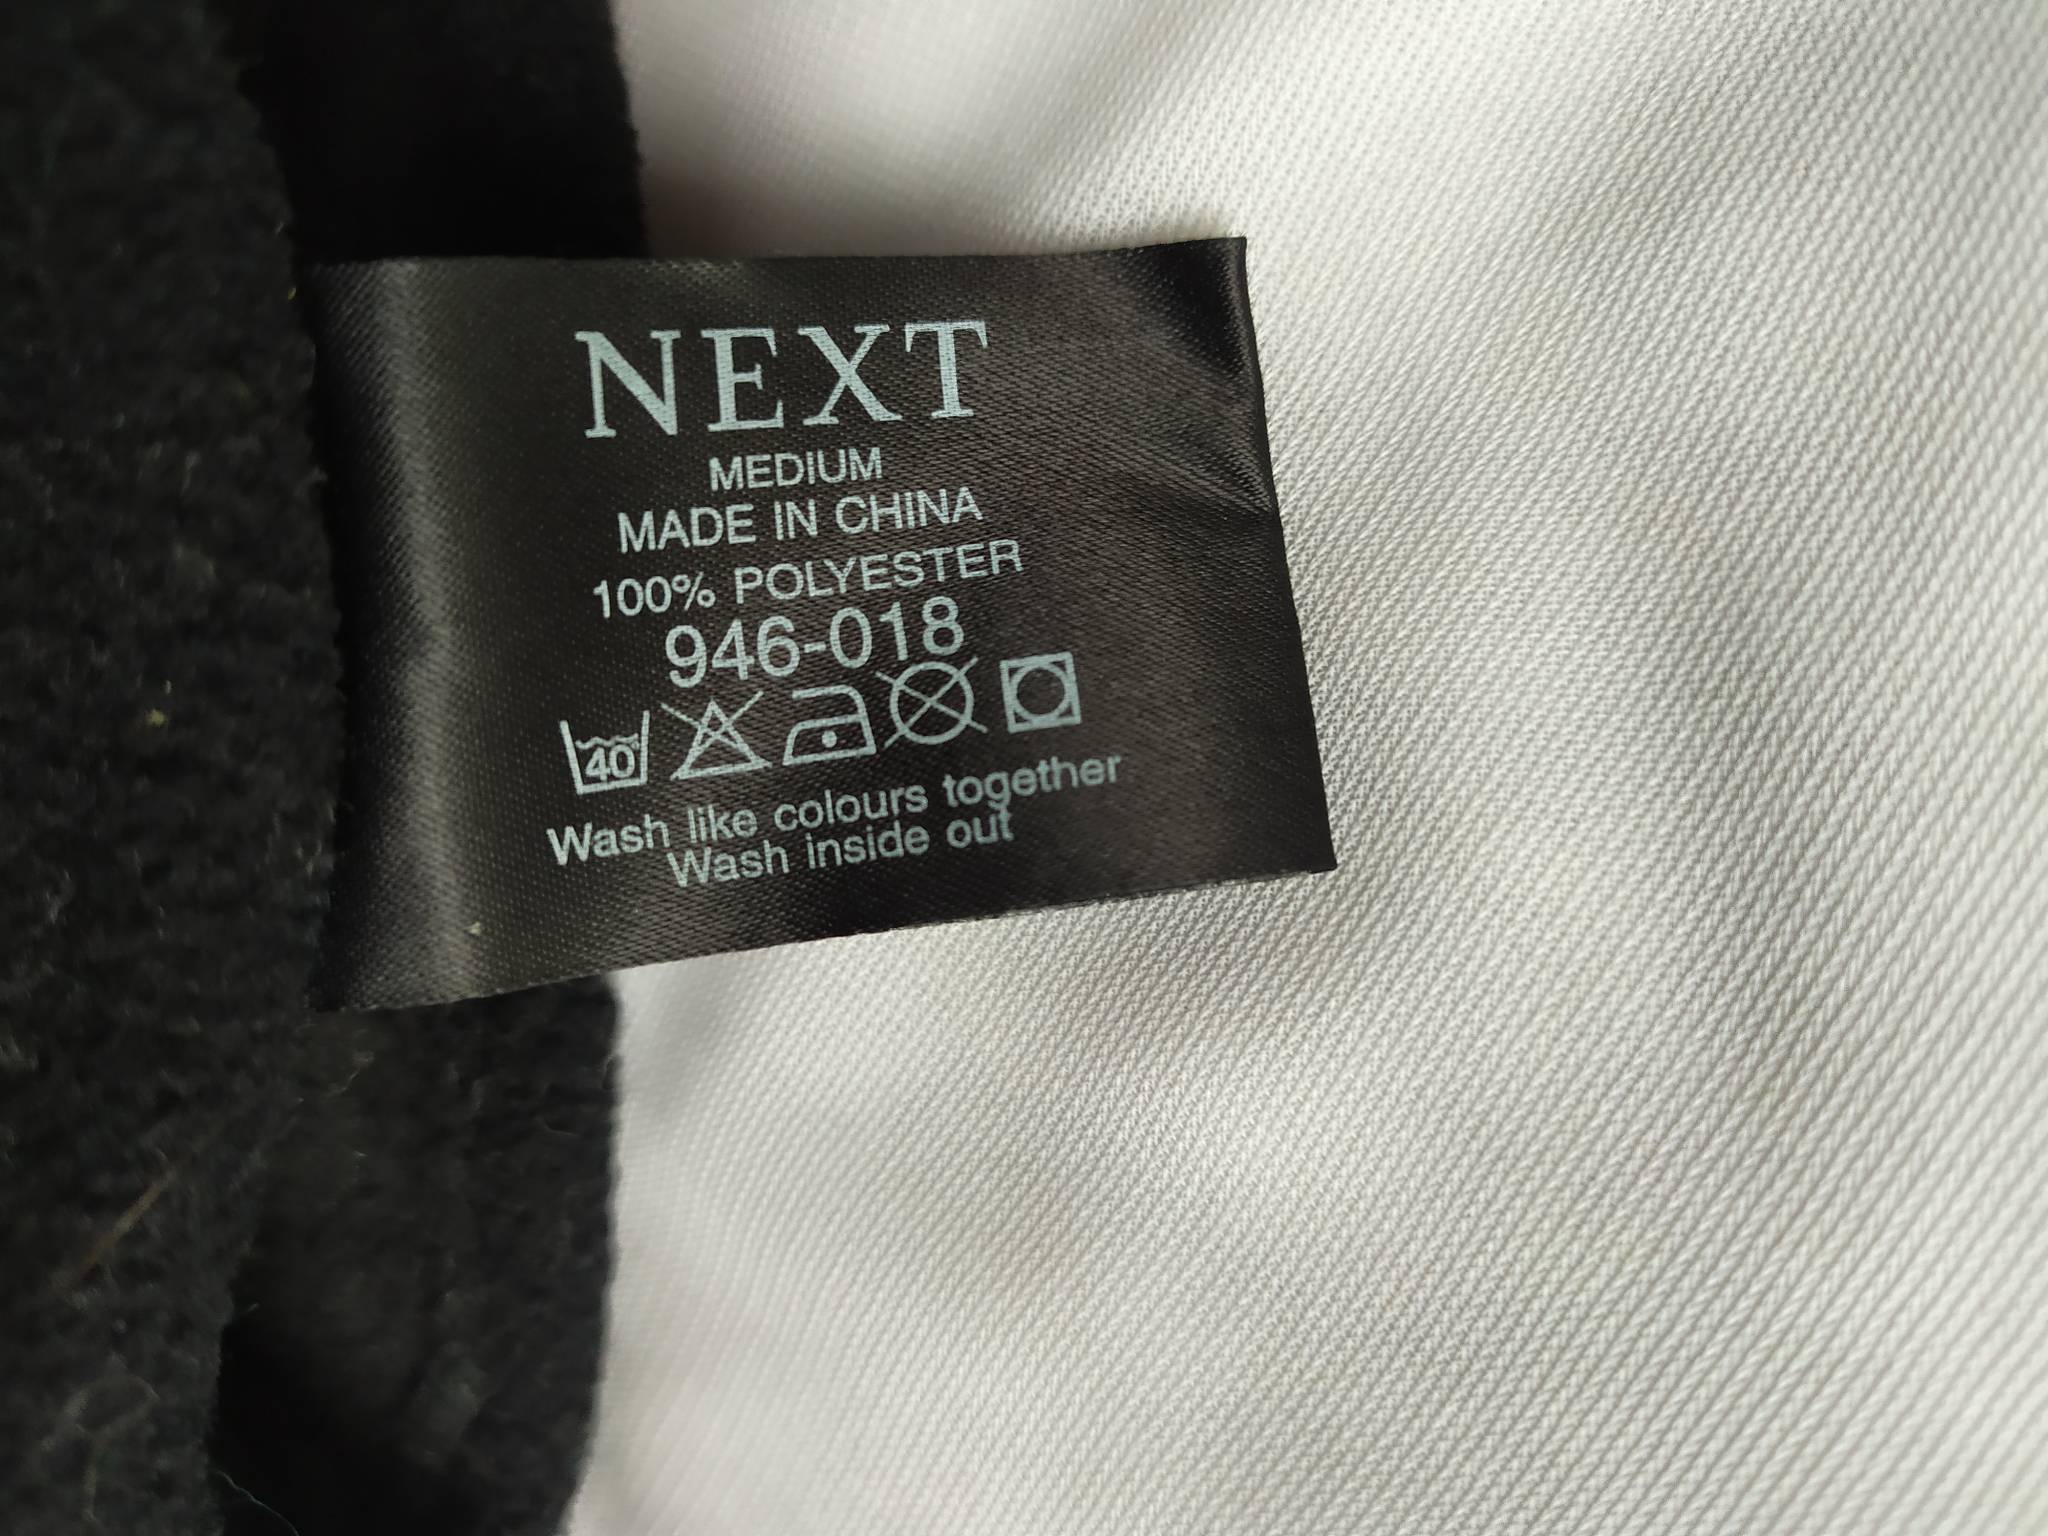 NEXT
MEDIUM
MADE IN CHINA
100% POLYESTER
946-018
40
Wash like colours together
Wash inside out